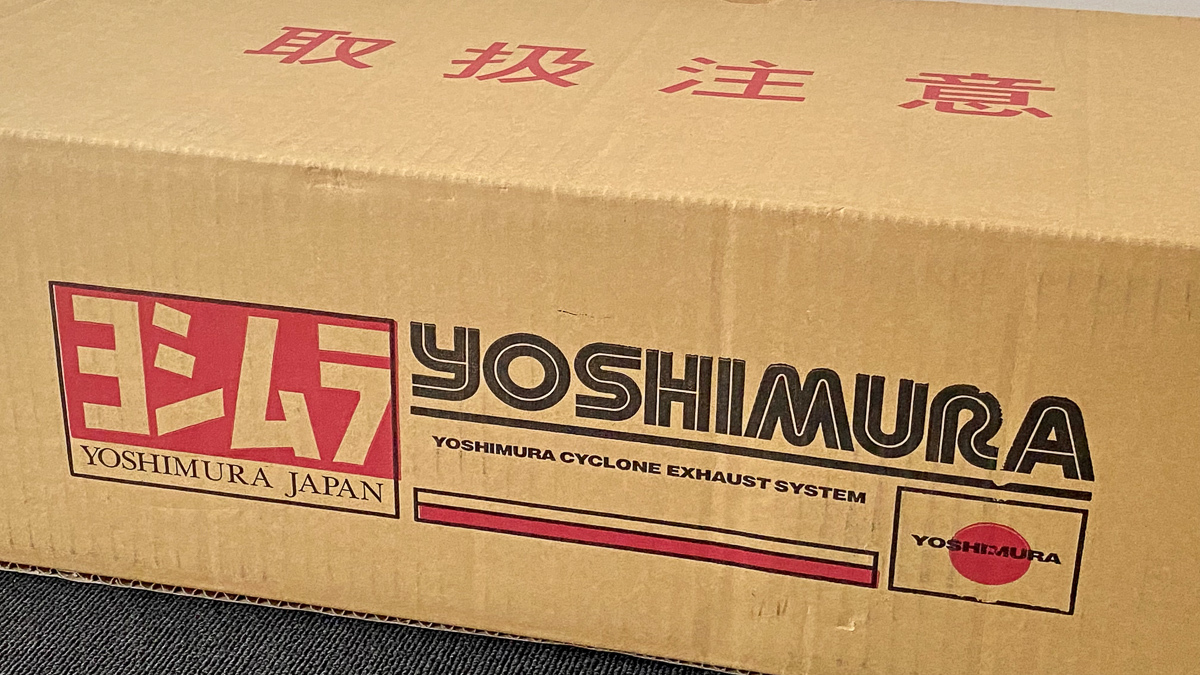 取扱注意
ヨシムラ
YOSHIMURA JAPAN
YOSHIMURA
YOSHIMURA CYCLONE EXHAUST SYSTEM
YOSHIMURA